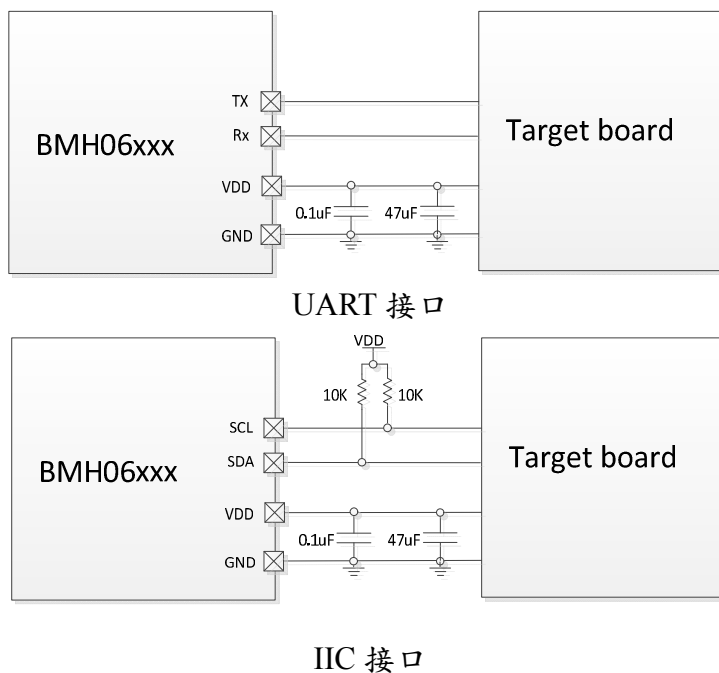 TX
Rx
BMH06xxx
Target board
VDD
0.1uF
47uF
GND
UART 接口
VDD
10K
10K
SCL
SDA
BMH06xxx
Target board
VDD
0.1uF
47uF
GND
IIC 接口